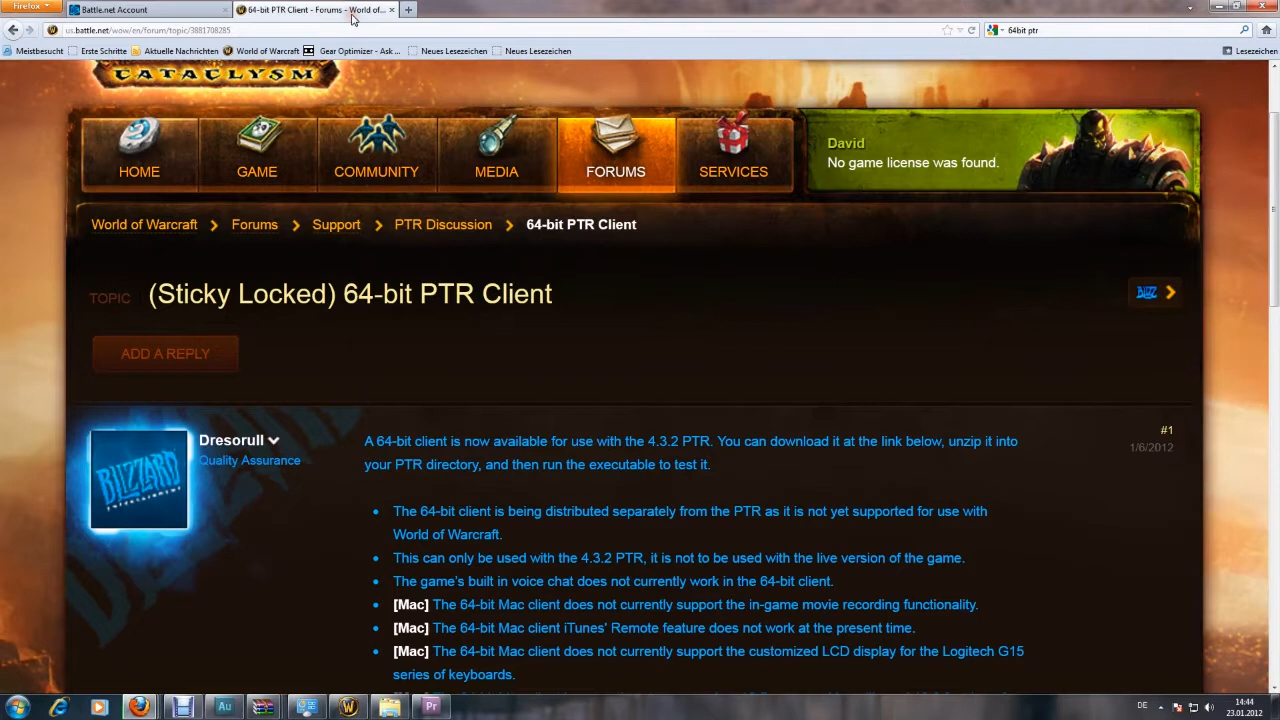 Firefox
Battle.net Account
64-bit PTR Client - Forums - World of...
us.battle.net/wow/en/forum/topic/3881708285
64bit ptr
Meistbesucht
Erste Schritte
Aktuelle Nachrichten
World of Warcraft
Gear Optimizer - Ask ...
Neues Lesezeichen
Neues Lesezeichen
Lesezeichen
CATACLYSM
HOME
GAME
COMMUNITY
MEDIA
FORUMS
SERVICES
David
No game license was found.
World of Warcraft
Forums
Support
PTR Discussion
64-bit PTR Client
TOPIC
(Sticky Locked) 64-bit PTR Client
BLIZZ
ADD A REPLY
BLIZZARD
ENTERTAINMENT
Dresorull
Quality Assurance
#1
1/6/2012
A 64-bit client is now available for use with the 4.3.2 PTR. You can download it at the link below, unzip it into
your PTR directory, and then run the executable to test it.
• The 64-bit client is being distributed separately from the PTR as it is not yet supported for use with
World of Warcraft.
• This can only be used with the 4.3.2 PTR, it is not to be used with the live version of the game.
• The game's built in voice chat does not currently work in the 64-bit client.
• [Mac] The 64-bit Mac client does not currently support the in-game movie recording functionality.
• [Mac] The 64-bit Mac client iTunes' Remote feature does not work at the present time.
• [Mac] The 64-bit Mac client does not currently support the customized LCD display for the Logitech G15
series of keyboards.
Au
Pr
DE
14:44
23.01.2012